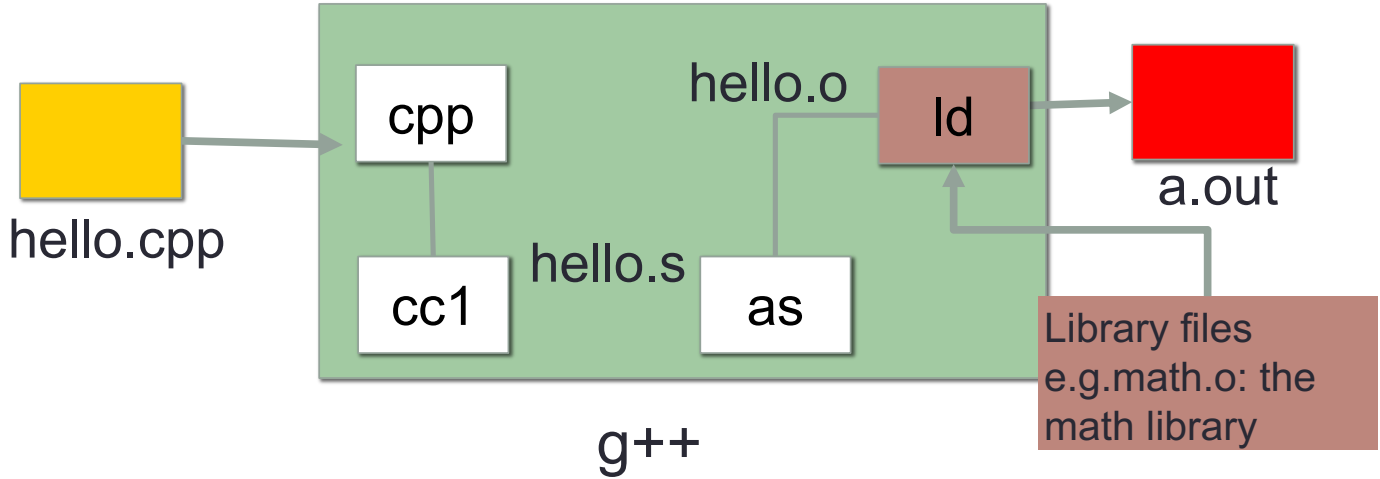 hello.cpp
cpp
cc1
hello.s
as
hello.o
ld
a.out
Library files
e.g.math.o: the
math library
g++